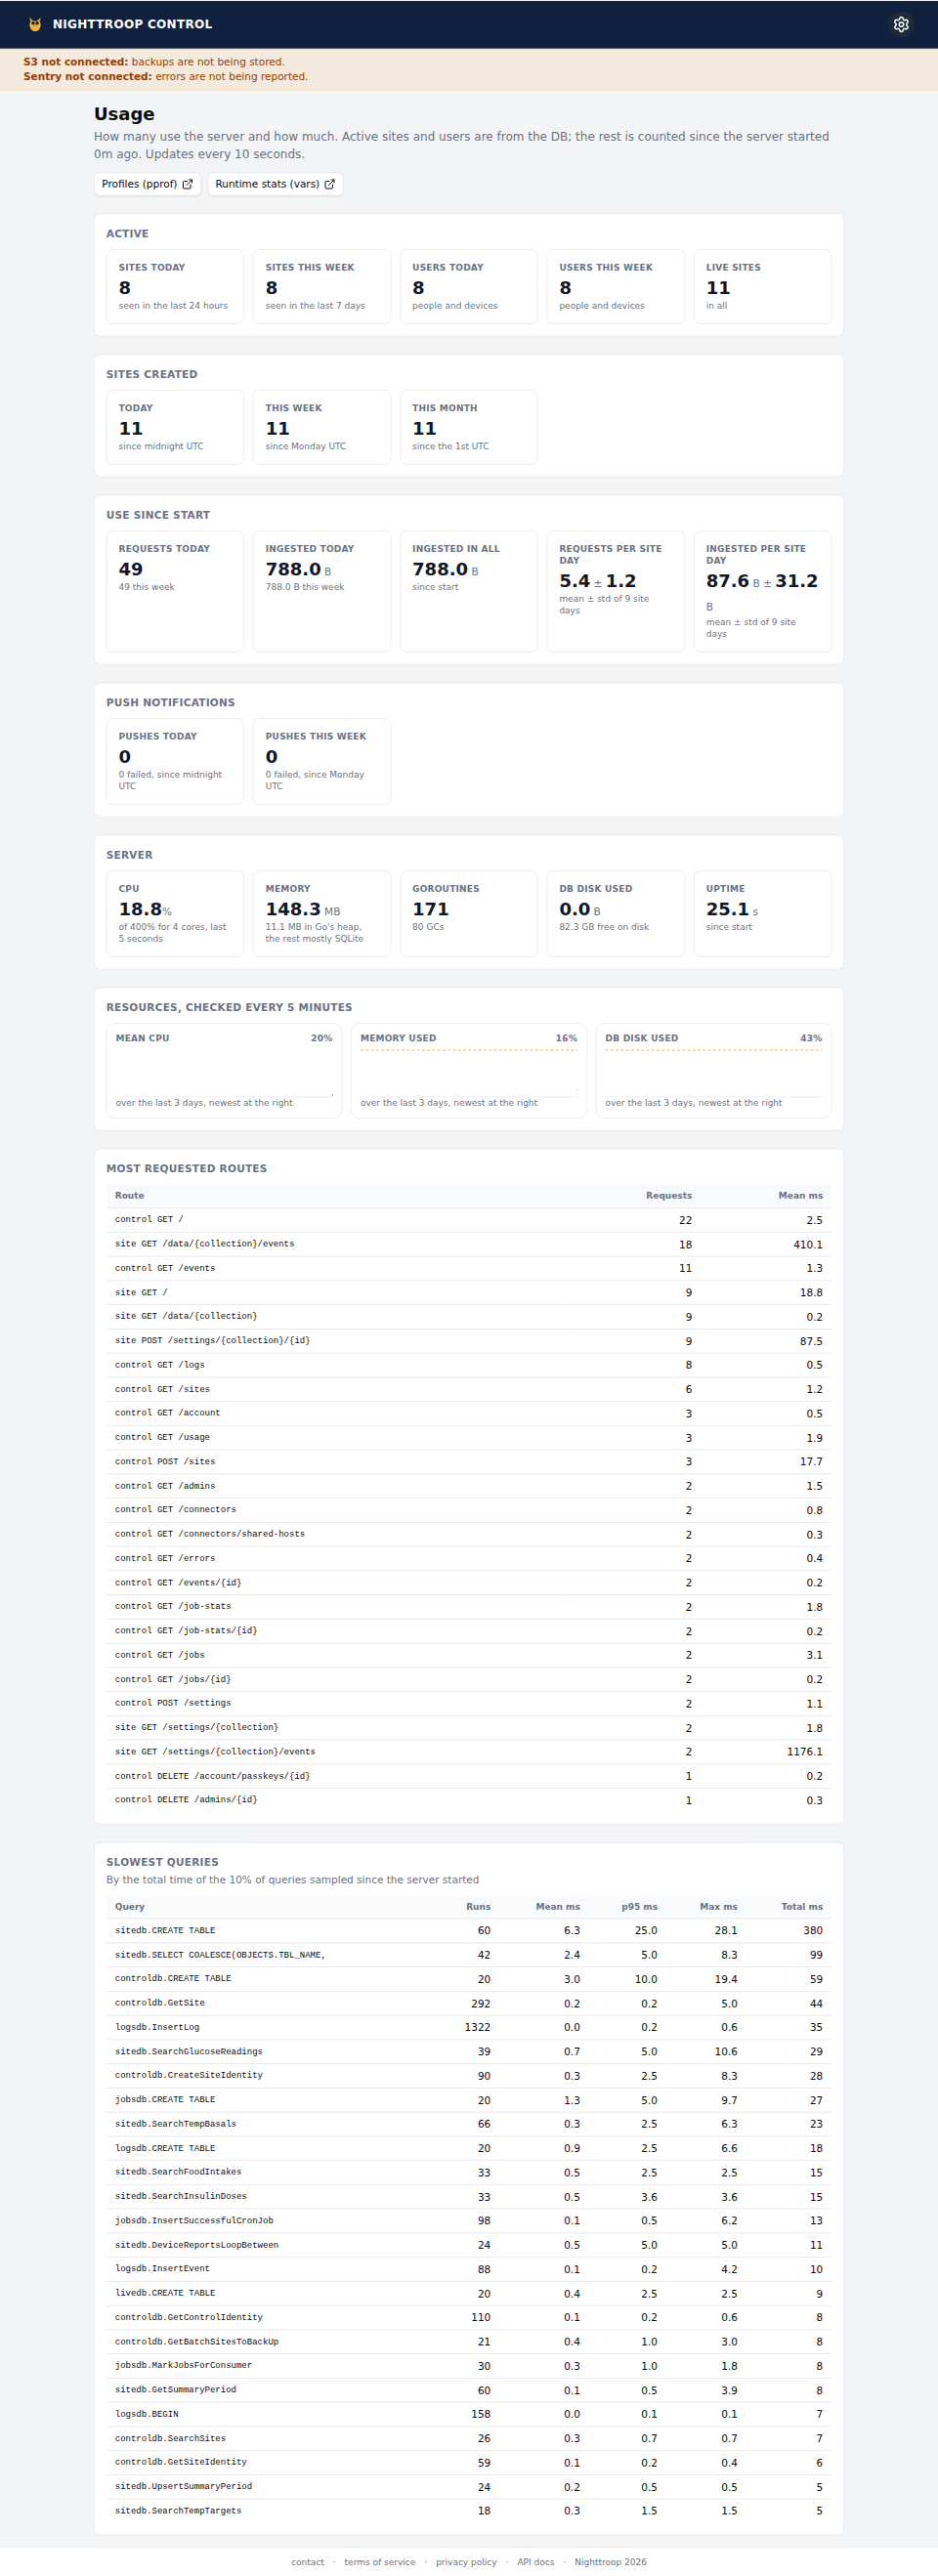 NIGHTTROOP CONTROL
S3 not connected: backups are not being stored.
Sentry not connected: errors are not being reported.
Usage
How many use the server and how much. Active sites and users are from the DB; the rest is counted since the server started
0m ago. Updates every 10 seconds.
Profiles (pprof) Runtime stats (vars)
ACTIVE
SITES TODAY SITES THIS WEEK USERS TODAY USERS THIS WEEK LIVE SITES
8 8 8 8 11
seen in the last 24 hours seen in the last 7 days people and devices people and devices in all
SITES CREATED
TODAY THIS WEEK THIS MONTH
11 11 11
since midnight UTC since Monday UTC since the 1st UTC
USE SINCE START
REQUESTS TODAY
49
49 this week
INGESTED TODAY
788.0 B
788.0 B this week
INGESTED IN ALL
788.0 B
since start
REQUESTS PER SITE
DAY
5.4 ± 1.2
mean ± std of 9 site
days
INGESTED PER SITE
DAY
87.6 B ± 31.2
B
mean ± std of 9 site
days
PUSH NOTIFICATIONS
PUSHES TODAY
0
0 failed, since midnight
UTC
PUSHES THIS WEEK
0
0 failed, since Monday
UTC
SERVER
CPU
18.8%
of 400% for 4 cores, last
5 seconds
MEMORY
148.3 MB
11.1 MB in Go's heap,
the rest mostly SQLite
GOROUTINES
171
80 GCs
DB DISK USED
0.0 B
82.3 GB free on disk
UPTIME
25.1 s
since start
RESOURCES, CHECKED EVERY 5 MINUTES
MEAN CPU 20%
over the last 3 days, newest at the right
MEMORY USED 16%
over the last 3 days, newest at the right
DB DISK USED 43%
over the last 3 days, newest at the right
MOST REQUESTED ROUTES
Route Requests Mean ms
control GET / 22 2.5
site GET /data/{collection}/events 18 410.1
control GET /events 11 1.3
site GET / 9 18.8
site GET /data/{collection} 9 0.2
site POST /settings/{collection}/{id} 9 87.5
control GET /logs 8 0.5
control GET /sites 6 1.2
control GET /account 3 0.5
control GET /usage 3 1.9
control POST /sites 3 17.7
control GET /admins 2 1.5
control GET /connectors 2 0.8
control GET /connectors/shared-hosts 2 0.3
control GET /errors 2 0.4
control GET /events/{id} 2 0.2
control GET /job-stats 2 1.8
control GET /job-stats/{id} 2 0.2
control GET /jobs 2 3.1
control GET /jobs/{id} 2 0.2
control POST /settings 2 1.1
site GET /settings/{collection} 2 1.8
site GET /settings/{collection}/events 2 1176.1
control DELETE /account/passkeys/{id} 1 0.2
control DELETE /admins/{id} 1 0.3
SLOWEST QUERIES
By the total time of the 10% of queries sampled since the server started
Query Runs Mean ms p95 ms Max ms Total ms
sitedb.CREATE TABLE 60 6.3 25.0 28.1 380
sitedb.SELECT COALESCE(OBJECTS.TBL_NAME, 42 2.4 5.0 8.3 99
controldb.CREATE TABLE 20 3.0 10.0 19.4 59
controldb.GetSite 292 0.2 0.2 5.0 44
logsdb.InsertLog 1322 0.0 0.2 0.6 35
sitedb.SearchGlucoseReadings 39 0.7 5.0 10.6 29
controldb.CreateSiteIdentity 90 0.3 2.5 8.3 28
jobsdb.CREATE TABLE 20 1.3 5.0 9.7 27
sitedb.SearchTempBasals 66 0.3 2.5 6.3 23
logsdb.CREATE TABLE 20 0.9 2.5 6.6 18
sitedb.SearchFoodIntakes 33 0.5 2.5 2.5 15
sitedb.SearchInsulinDoses 33 0.5 3.6 3.6 15
jobsdb.InsertSuccessfulCronJob 98 0.1 0.5 6.2 13
sitedb.DeviceReportsLoopBetween 24 0.5 5.0 5.0 11
logsdb.InsertEvent 88 0.1 0.2 4.2 10
livedb.CREATE TABLE 20 0.4 2.5 2.5 9
controldb.GetControlIdentity 110 0.1 0.2 0.6 8
controldb.GetBatchSitesToBackUp 21 0.4 1.0 3.0 8
jobsdb.MarkJobsForConsumer 30 0.3 1.0 1.8 8
sitedb.GetSummaryPeriod 60 0.1 0.5 3.9 8
logsdb.BEGIN 158 0.0 0.1 0.1 7
controldb.SearchSites 26 0.3 0.7 0.7 7
controldb.GetSiteIdentity 59 0.1 0.2 0.4 6
sitedb.UpsertSummaryPeriod 24 0.2 0.5 0.5 5
sitedb.SearchTempTargets 18 0.3 1.5 1.5 5
contact · terms of service · privacy policy · API docs · Nighttroop 2026